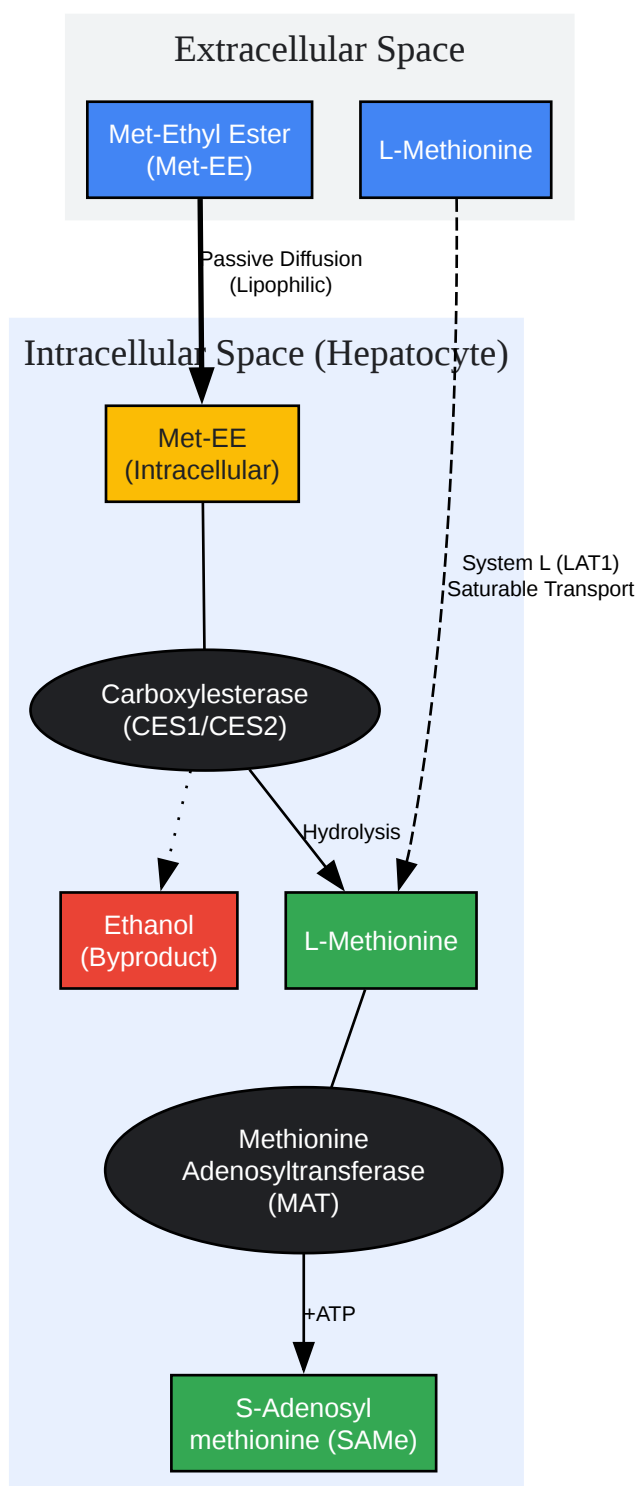 Extracellular Space
Met-Ethyl Ester
(Met-EE)
L-Methionine
Passive Diffusion
(Lipophilic)
Intracellular Space (Hepatocyte)
Met-EE
(Intracellular)
System L (LAT1)
Saturable Transport
Carboxylesterase
(CES1/CES2)
Hydrolysis
Ethanol
(Byproduct)
L-Methionine
Methionine
Adenosyltransferase
(MAT)
+ATP
S-Adenosyl
methionine (SAMe)